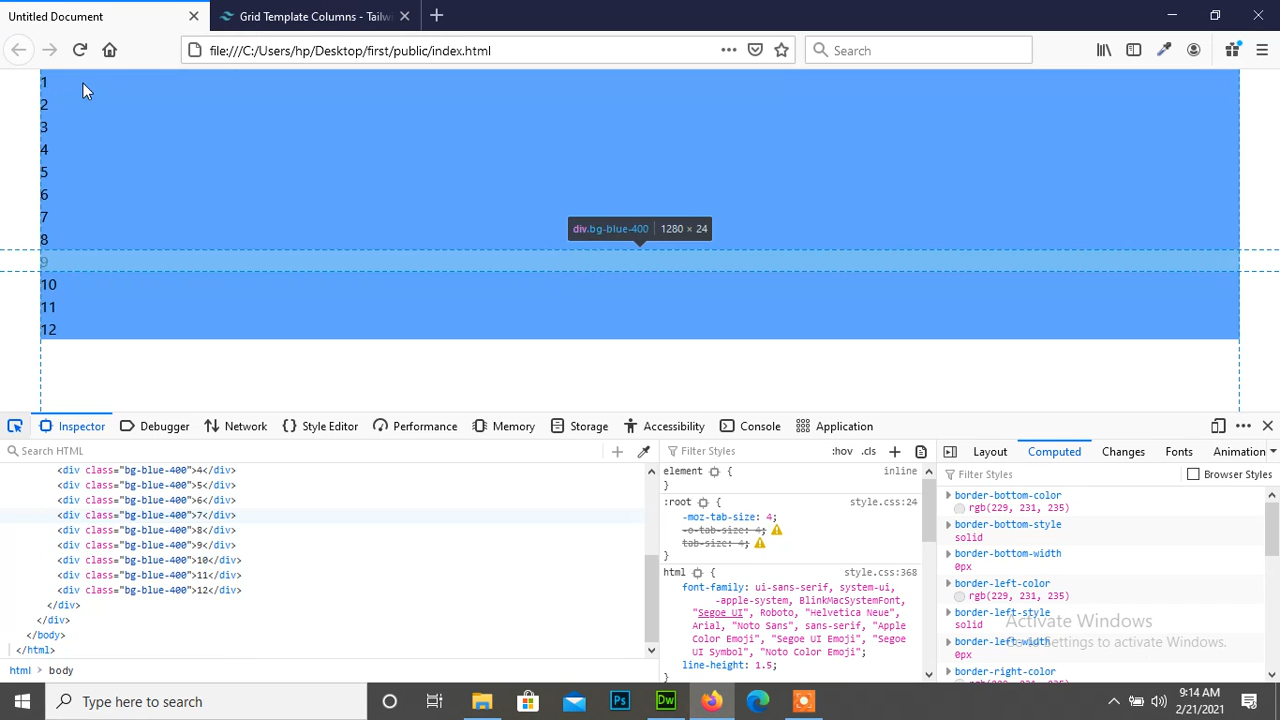 Untitled Document
Grid Template Columns - Tailw
file:///C:/Users/hp/Desktop/first/public/index.html
Search
1
2
3
4
5
6
7
8
div.bg-blue-400 1280 × 24
9
10
11
12
Inspector
Debugger
Network
Style Editor
Performance
Memory
Storage
Accessibility
Console
Application
Search HTML
<div class="bg-blue-400">4</div>
<div class="bg-blue-400">5</div>
<div class="bg-blue-400">6</div>
<div class="bg-blue-400">7</div>
<div class="bg-blue-400">8</div>
<div class="bg-blue-400">9</div>
<div class="bg-blue-400">10</div>
<div class="bg-blue-400">11</div>
<div class="bg-blue-400">12</div>
</div>
</div>
</body>
</html>
html
body
Filter Styles
:hov
.cls
element { inline
}
:root { style.css:24
-moz-tab-size: 4;
-o-tab-size: 4;
tab-size: 4;
}
html { style.css:368
font-family: ui-sans-serif, system-ui,
-apple-system, BlinkMacSystemFont,
"Segoe UI", Roboto, "Helvetica Neue",
Arial, "Noto Sans", sans-serif, "Apple
Color Emoji", "Segoe UI Emoji", "Segoe
UI Symbol", "Noto Color Emoji";
line-height: 1.5;
}
Layout
Computed
Changes
Fonts
Animation
Filter Styles
Browser Styles
border-bottom-color
rgb(229, 231, 235)
border-bottom-style
solid
border-bottom-width
0px
border-left-color
rgb(229, 231, 235)
border-left-style
solid
border-left-width
0px
border-right-color
Activate Windows
Go to Settings to activate Windows.
Type here to search
Ps
Dw
9:14 AM
2/21/2021